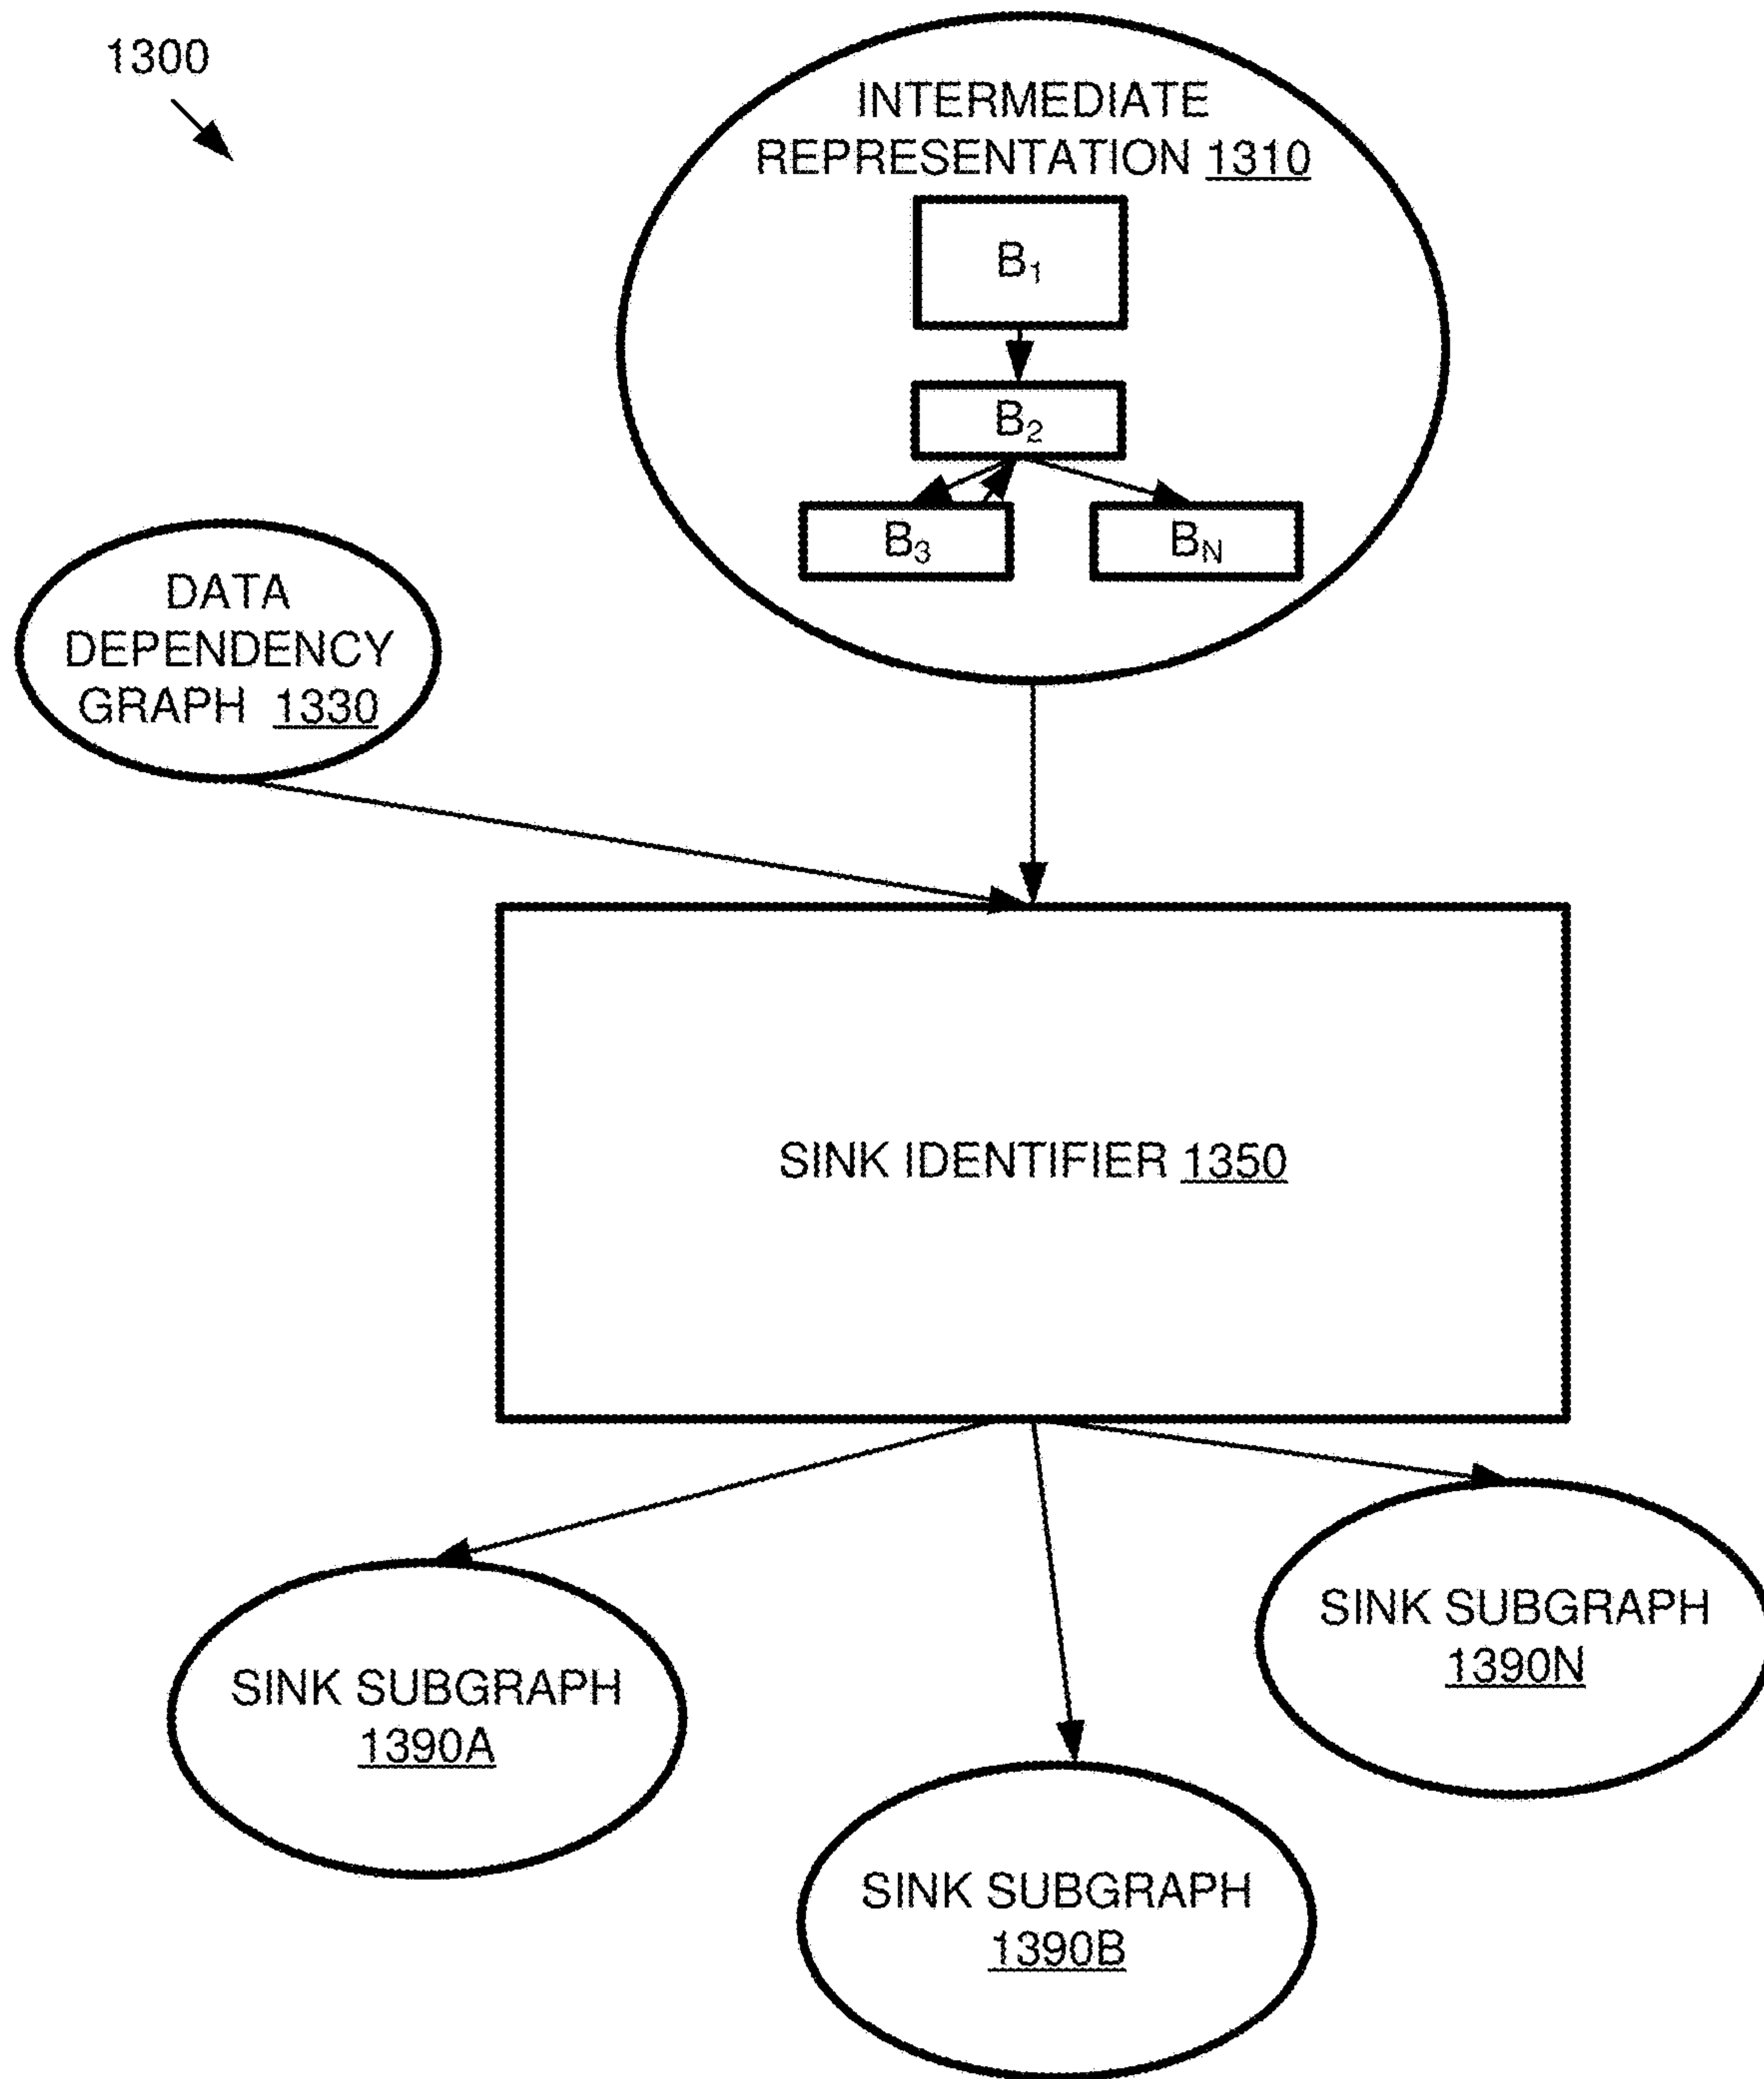 1300
INTERMEDIATE
REPRESENTATION 1310
B₁
B₂
B₃
B_N
DATA
DEPENDENCY
GRAPH 1330
SINK IDENTIFIER 1350
SINK SUBGRAPH
1390A
SINK SUBGRAPH
1390B
SINK SUBGRAPH
1390N